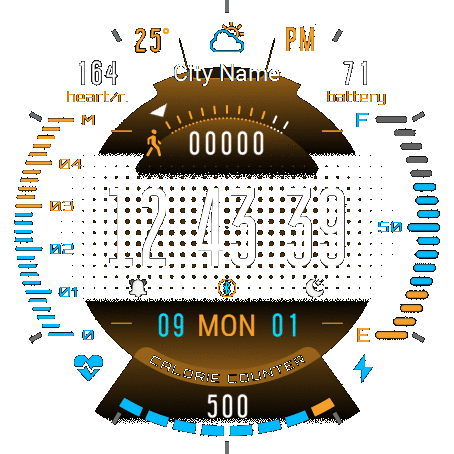 25° PM
164 City Name 71
heart/r. battery
M F
00000
04
03
12 43 39
50
02
01
09 MON 01
0 E
CALORIE COUNTER
500